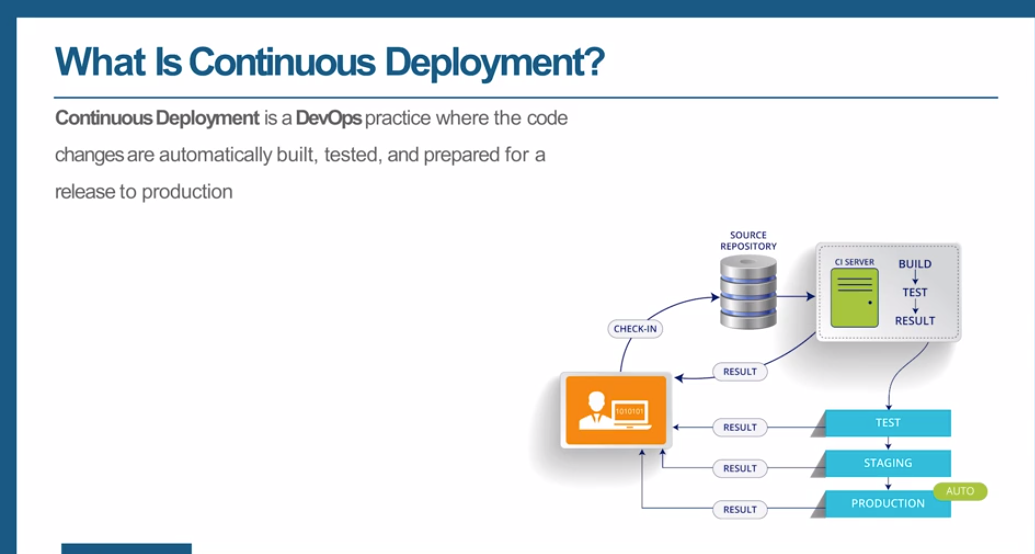 What Is Continuous Deployment?
Continuous Deployment is a DevOps practice where the code
changes are automatically built, tested, and prepared for a
release to production
SOURCE
REPOSITORY
CI SERVER
BUILD
TEST
RESULT
CHECK-IN
RESULT
1010101
RESULT
TEST
RESULT
STAGING
AUTO
RESULT
PRODUCTION